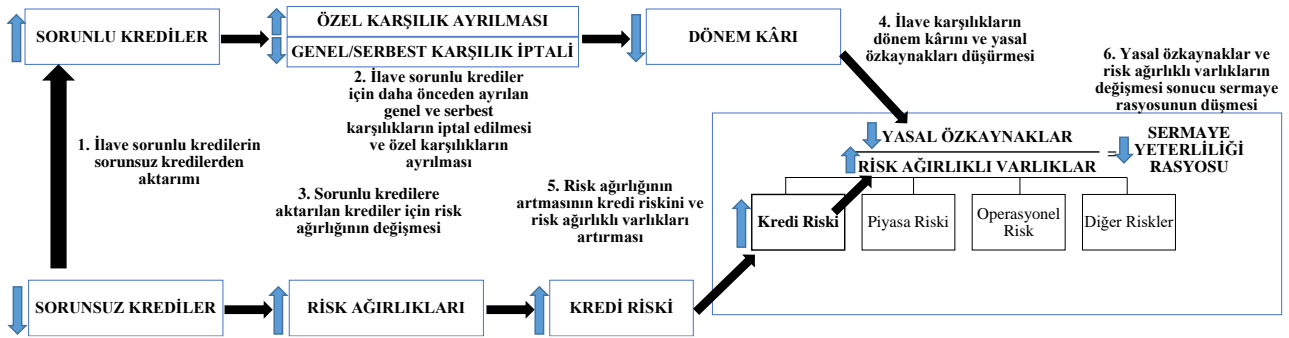 SORUNLU KREDİLER
ÖZEL KARŞILIK AYRILMASI
GENEL/SERBEST KARŞILIK İPTALİ
DÖNEM KÂRI
4. İlave karşılıkların
dönem kârını ve yasal
özkaynakları düşürmesi
6. Yasal özkaynaklar ve
risk ağırlıklı varlıkların
değişmesi sonucu sermaye
rasyosunun düşmesi
2. İlave sorunlu krediler
için daha önceden ayrılan
genel ve serbest
karşılıkların iptal edilmesi
ve özel karşılıkların
ayrılması
1. İlave sorunlu kredilerin
sorunsuz kredilerden
aktarımı
3. Sorunlu kredilere
aktarılan krediler için risk
ağırlığının değişmesi
5. Risk ağırlığının
artmasının kredi riskini ve
risk ağırlıklı varlıkları
artırması
YASAL ÖZKAYNAKLAR
RİSK AĞIRLIKLI VARLIKLAR
=
SERMAYE
YETERLİLİĞİ
RASYOSU
Kredi Riski
Piyasa Riski
Operasyonel
Risk
Diğer Riskler
SORUNSUZ KREDİLER
RİSK AĞIRLIKLARI
KREDİ RİSKİ